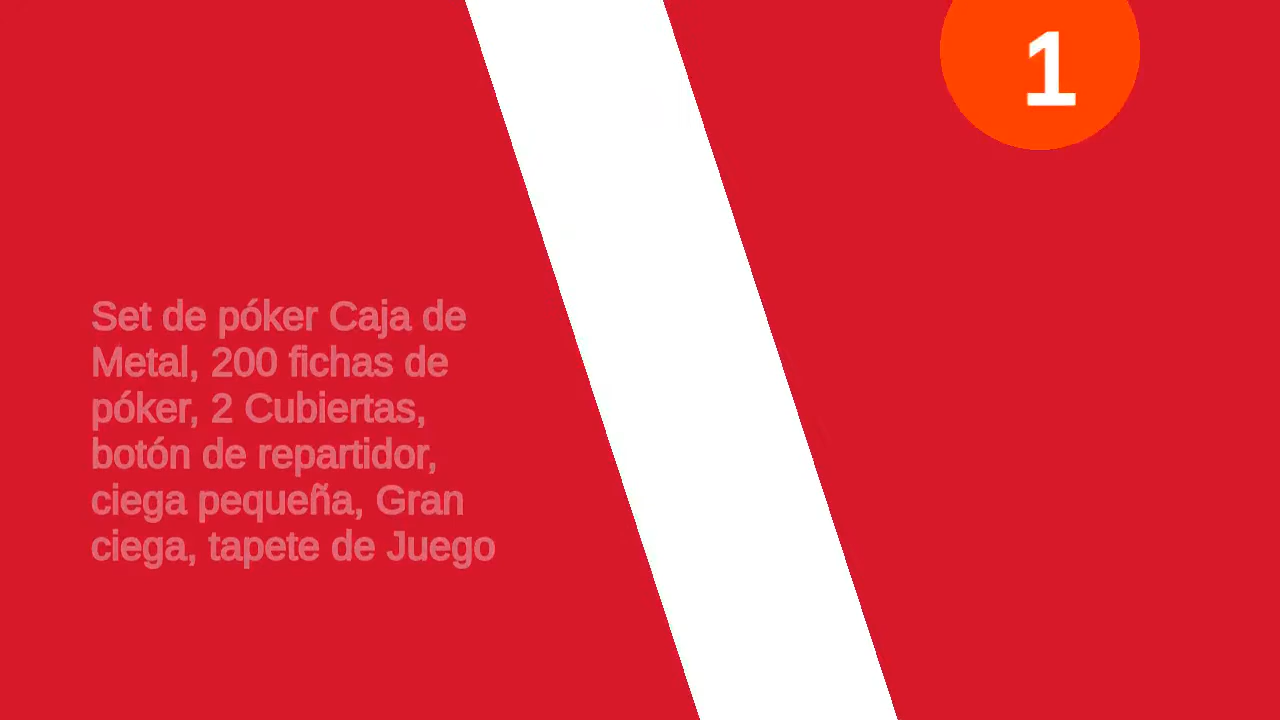 1
Set de póker Caja de
Metal, 200 fichas de
póker, 2 Cubiertas,
botón de repartidor,
ciega pequeña, Gran
ciega, tapete de Juego